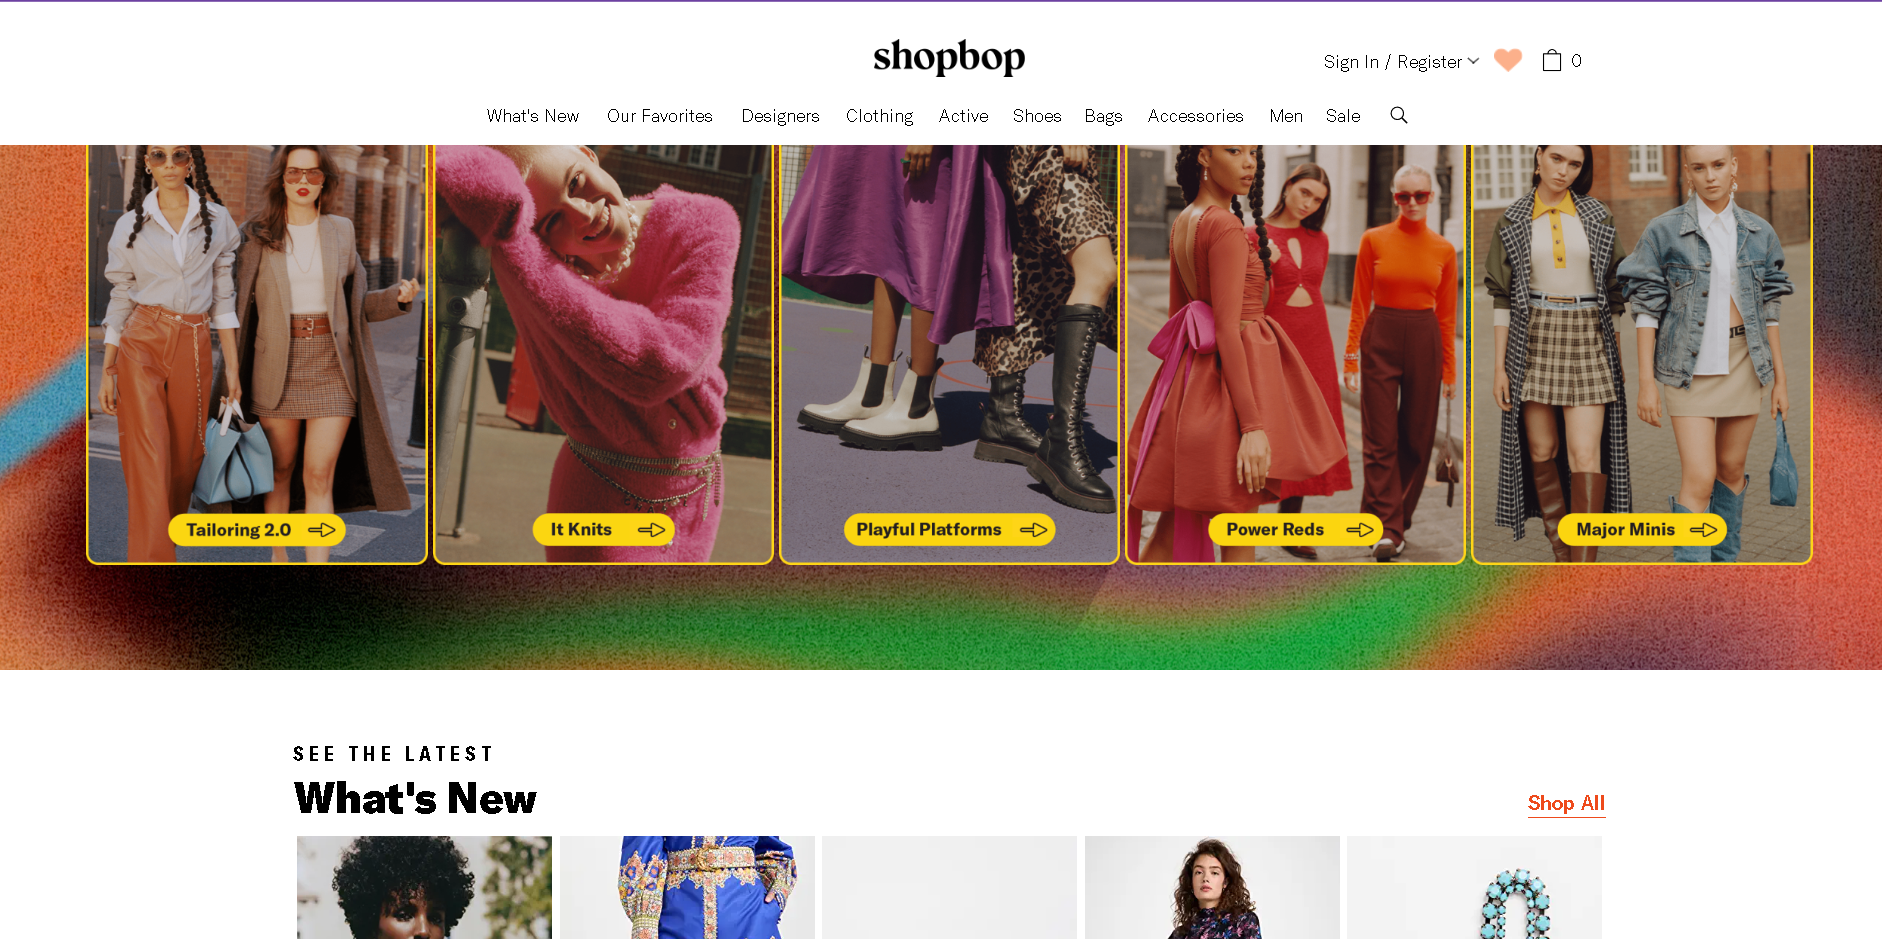 shopbop
Sign In / Register
0
What's New
Our Favorites
Designers
Clothing
Active
Shoes
Bags
Accessories
Men
Sale
Tailoring 2.0
It Knits
Playful Platforms
Power Reds
Major Minis
SEE THE LATEST
What's New
Shop All